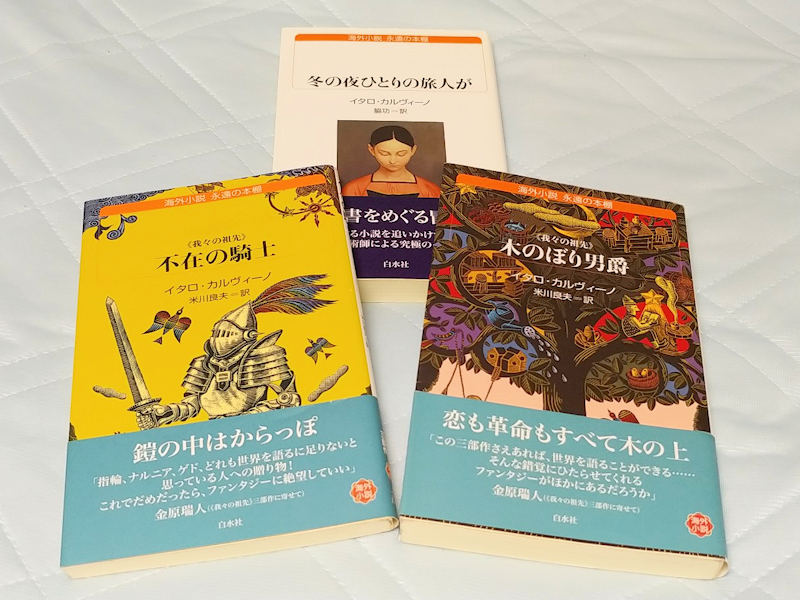 海外小説 永遠の本棚
冬の夜ひとりの旅人が
イタロ・カルヴィーノ
脇功=訳
書をめぐる
る小説を追いかけ
術師による究極の
白水社
海外小説 永遠の本棚
《我々の祖先》
不在の騎士
イタロ・カルヴィーノ
米川良夫=訳
鎧の中はからっぽ
「指輪、ナルニア、ゲド、どれも世界を語るに足りないと
思っている人への贈り物!
これでだめだったら、ファンタジーに絶望していい」
金原瑞人(《我々の祖先》三部作に寄せて)
白水社
海外
小説
海外小説 永遠の本棚
《我々の祖先》
木のぼり男爵
イタロ・カルヴィーノ
米川良夫=訳
恋も革命もすべて木の上
「この三部作さえあれば、世界を語ることができる……
そんな錯覚にひたらせてくれる
ファンタジーがほかにあるだろうか」
金原瑞人(《我々の祖先》三部作に寄せて)
白水社
海外
小説